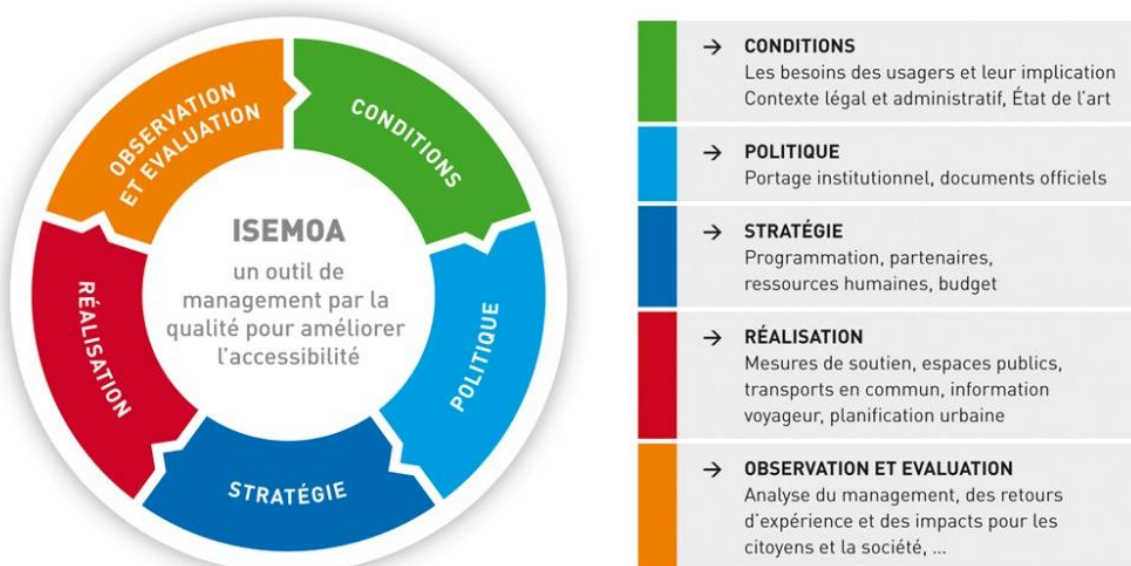 OBSERVATION
ET EVALUATION
CONDITIONS
POLITIQUE
STRATÉGIE
RÉALISATION
ISEMOA
un outil de
management par la
qualité pour améliorer
l'accessibilité
→ CONDITIONS
Les besoins des usagers et leur implication
Contexte légal et administratif, État de l'art
→ POLITIQUE
Portage institutionnel, documents officiels
→ STRATÉGIE
Programmation, partenaires,
ressources humaines, budget
→ RÉALISATION
Mesures de soutien, espaces publics,
transports en commun, information
voyageur, planification urbaine
→ OBSERVATION ET EVALUATION
Analyse du management, des retours
d'expérience et des impacts pour les
citoyens et la société, ...